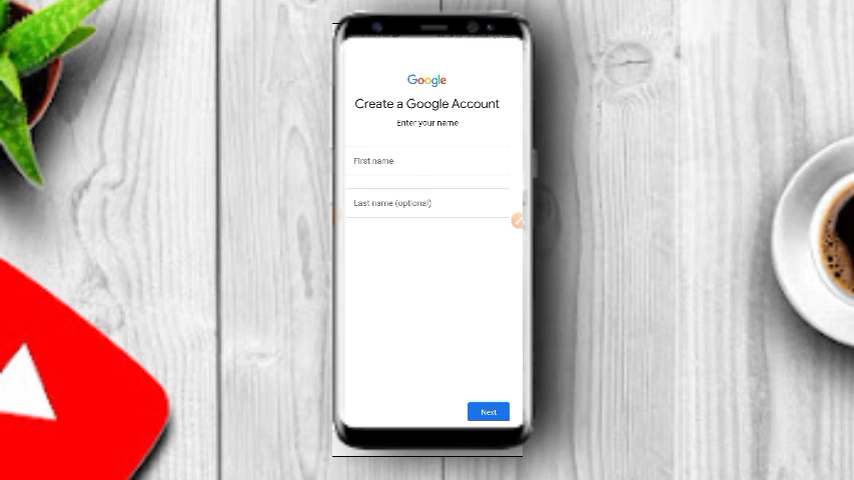 Google
Create a Google Account
Enter your name
First name
Last name (optional)
Next